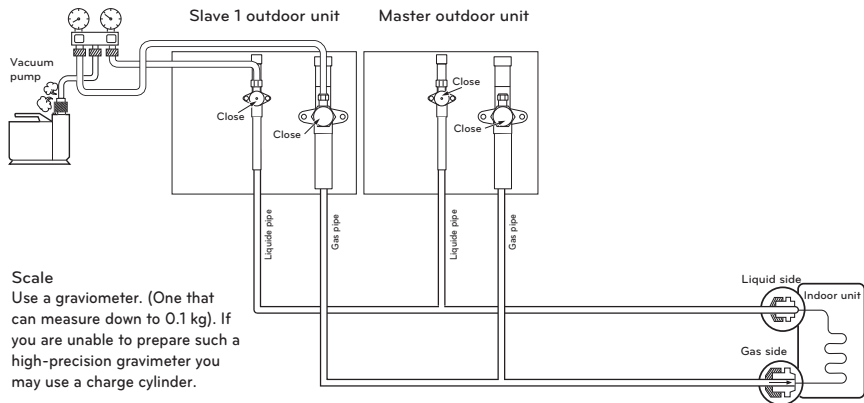 Slave 1 outdoor unit
Master outdoor unit
Vacuum
pump
Close
Close
Close
Close
Liquide pipe
Gas pipe
Liquide pipe
Gas pipe
Scale
Use a graviometer. (One that
can measure down to 0.1 kg). If
you are unable to prepare such a
high-precision gravimeter you
may use a charge cylinder.
Liquid side
Indoor unit
Gas side